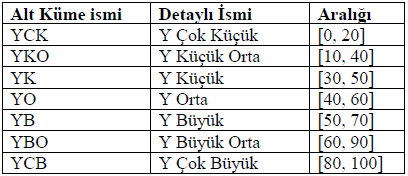 Alt Küme ismi Detaylı İsmi Aralığı
YCK Y Çok Küçük [0, 20]
YKO Y Küçük Orta [10, 40]
YK Y Küçük [30, 50]
YO Y Orta [40, 60]
YB Y Büyük [50, 70]
YBO Y Büyük Orta [60, 90]
YCB Y Çok Büyük [80, 100]